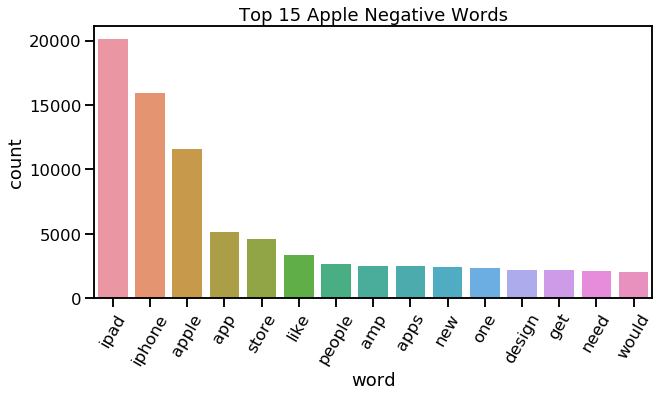 Top 15 Apple Negative Words
20000
15000
10000
5000
0
count
ipad
iphone
apple
app
store
like
people
amp
apps
new
one
design
get
need
would
word